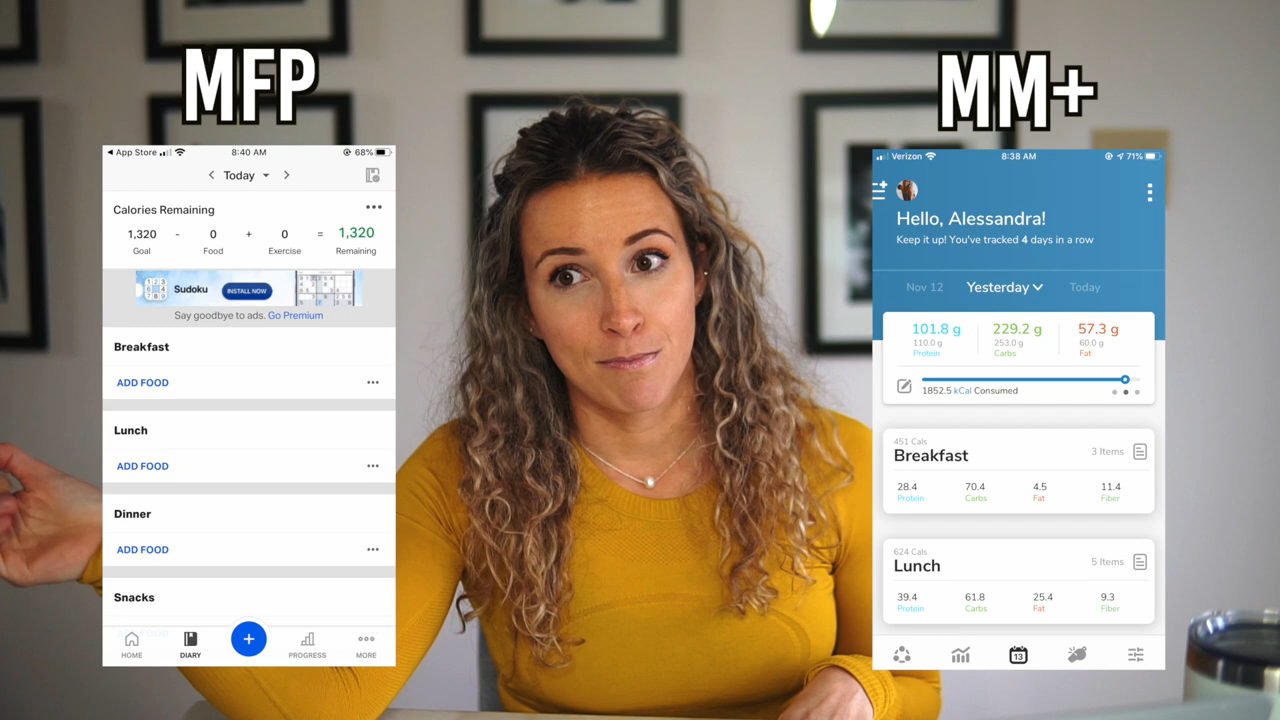 MFP
App Store
8:40 AM
68%
Today
Calories Remaining
1,320 - 0 + 0 = 1,320
Goal Food Exercise Remaining
Sudoku INSTALL NOW
Say goodbye to ads. Go Premium
Breakfast
ADD FOOD
Lunch
ADD FOOD
Dinner
ADD FOOD
Snacks
ADD FOOD
HOME DIARY + PROGRESS MORE
MM+
Verizon 8:38 AM 71%
Hello, Alessandra!
Keep it up! You've tracked 4 days in a row
Nov 12 Yesterday Today
101.8 g 229.2 g 57.3 g
110.0 g 253.0 g 60.0 g
Protein Carbs Fat
1852.5 kCal Consumed
451 Cals
Breakfast 3 Items
28.4 70.4 4.5 11.4
Protein Carbs Fat Fiber
624 Cals
Lunch 5 Items
39.4 61.8 25.4 9.3
Protein Carbs Fat Fiber
13